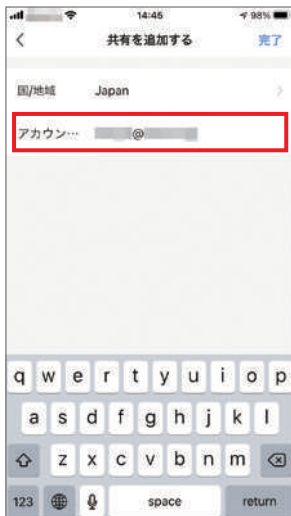 14:45
98%
共有を追加する
完了
国/地域 Japan
アカウン… @
q w e r t y u i o p
a s d f g h j k l
z x c v b n m
123 space return